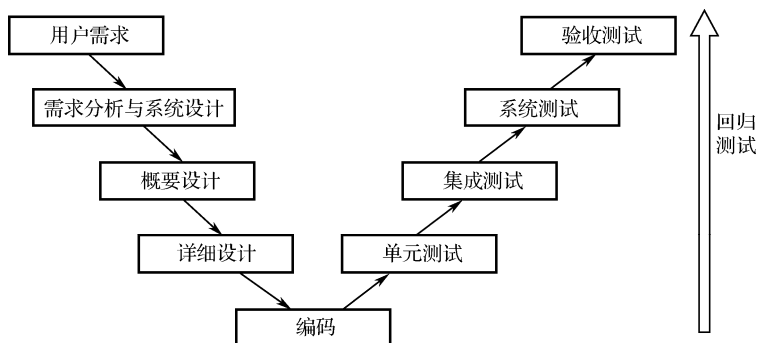 用户需求
验收测试
需求分析与系统设计
系统测试
回归
测试
概要设计
集成测试
详细设计
单元测试
编码